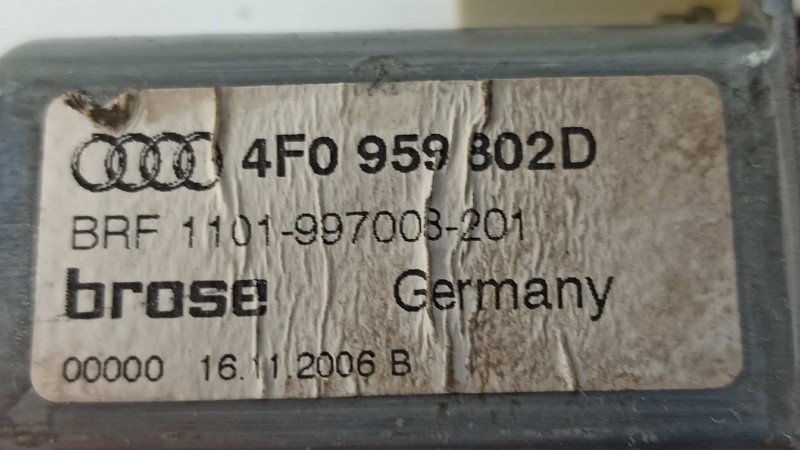 4F0 959 802D
BRF 1101-997008-201
brose Germany
00000 16.11.2006 B